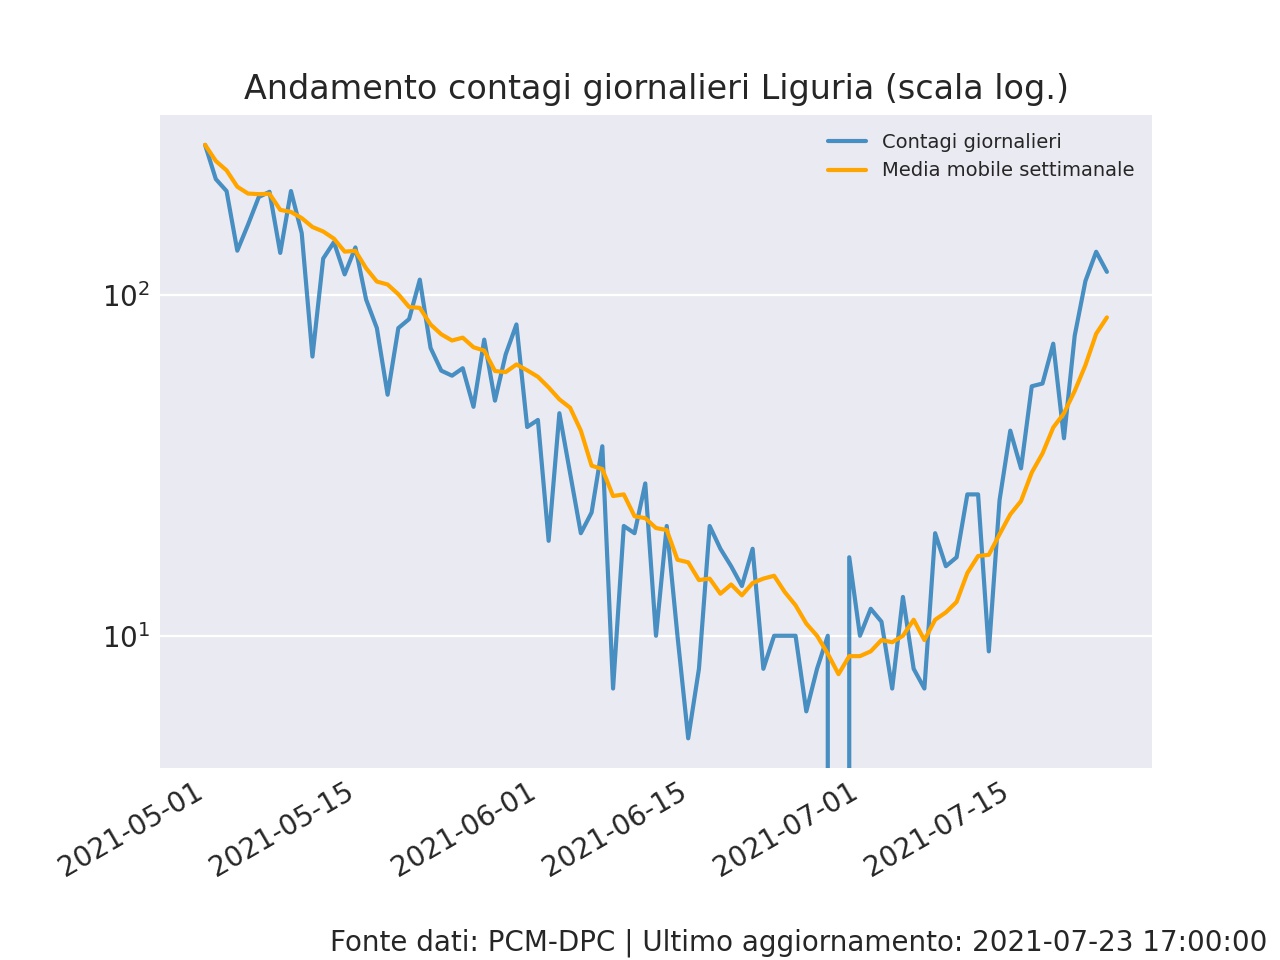 Andamento contagi giornalieri Liguria (scala log.)
Contagi giornalieri
Media mobile settimanale
10²
10¹
2021-05-01
2021-05-15
2021-06-01
2021-06-15
2021-07-01
2021-07-15
Fonte dati: PCM-DPC | Ultimo aggiornamento: 2021-07-23 17:00:00